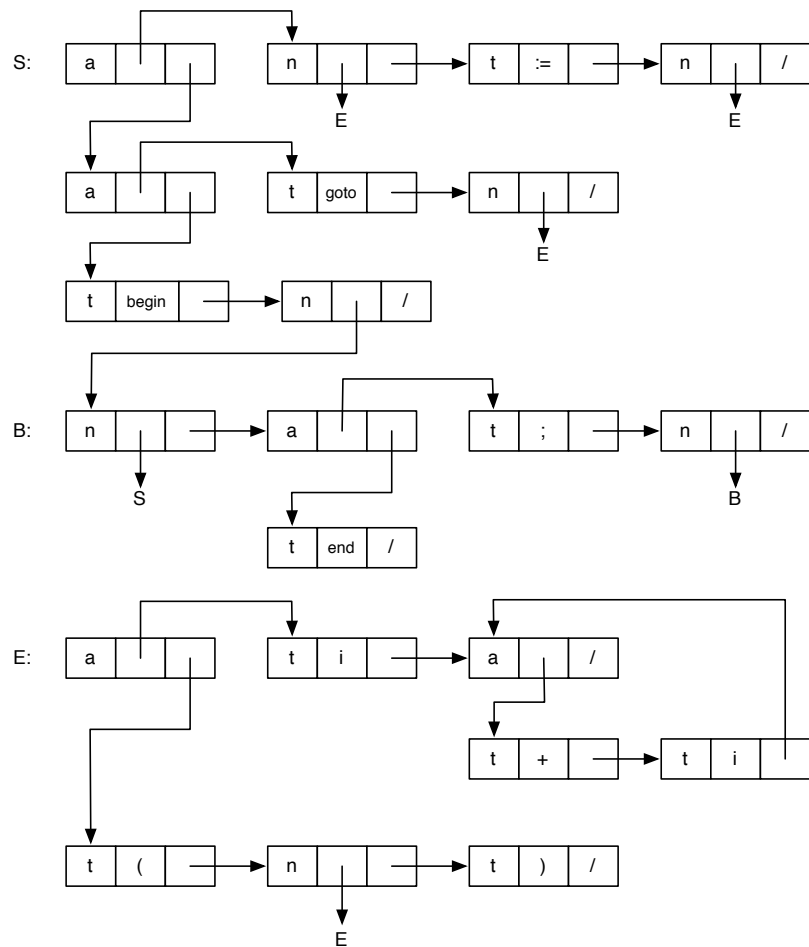 S: a n t := n /
E E
a t goto n /
E
t begin n /
B: n a t ; n /
S B
t end /
E: a t i a /
t + t i
t ( n t ) /
E